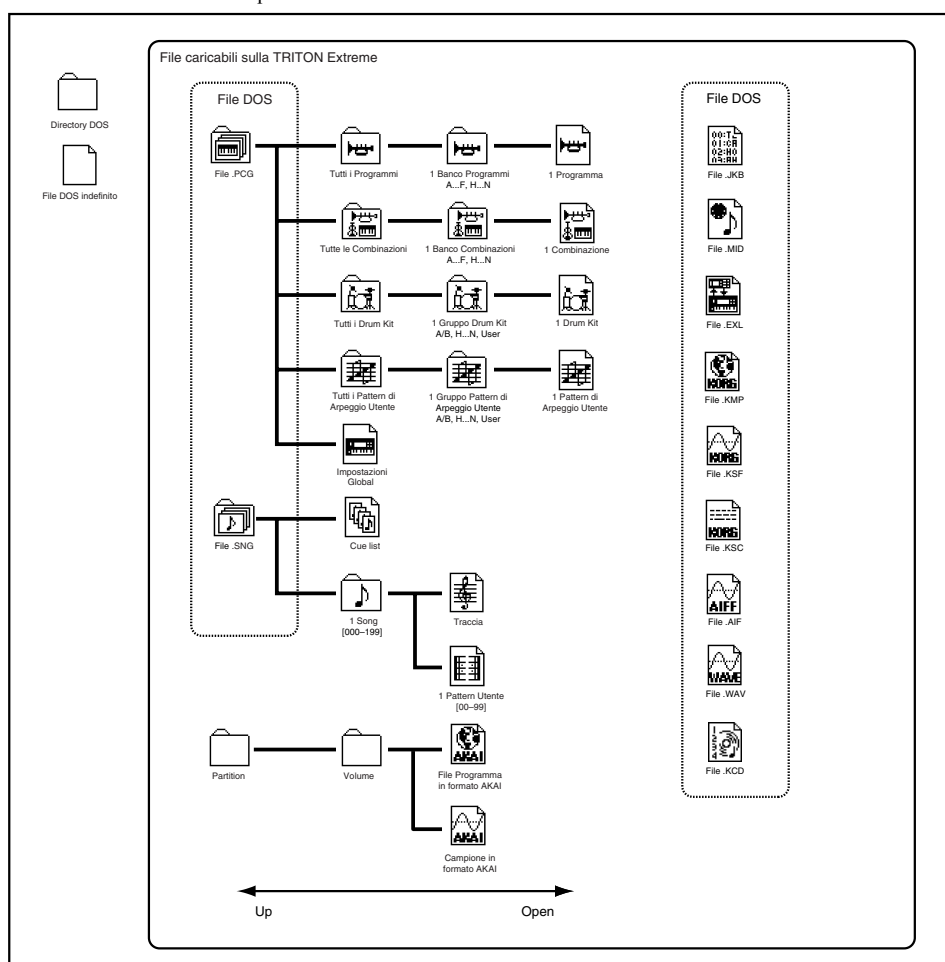 File caricabili sulla TRITON Extreme
Directory DOS
File DOS indefinito
File DOS
File .PCG
Tutti i Programmi
1 Banco Programmi
A...F, H...N
1 Programma
Tutte le Combinazioni
1 Banco Combinazioni
A...F, H...N
1 Combinazione
Tutti i Drum Kit
1 Gruppo Drum Kit
A/B, H...N, User
1 Drum Kit
Tutti i Pattern di
Arpeggio Utente
1 Gruppo Pattern di
Arpeggio Utente
A/B, H...N, User
1 Pattern di
Arpeggio Utente
Impostazioni
Global
File .SNG
Cue list
1 Song
[000–199]
Traccia
1 Pattern Utente
[00–99]
Partition
Volume
AKAI
File Programma
in formato AKAI
AKAI
Campione in
formato AKAI
Up
Open
File DOS
File .JKB
File .MID
File .EXL
KORG
File .KMP
KORG
File .KSF
KORG
File .KSC
AIFF
File .AIF
WAVE
File .WAV
File .KCD